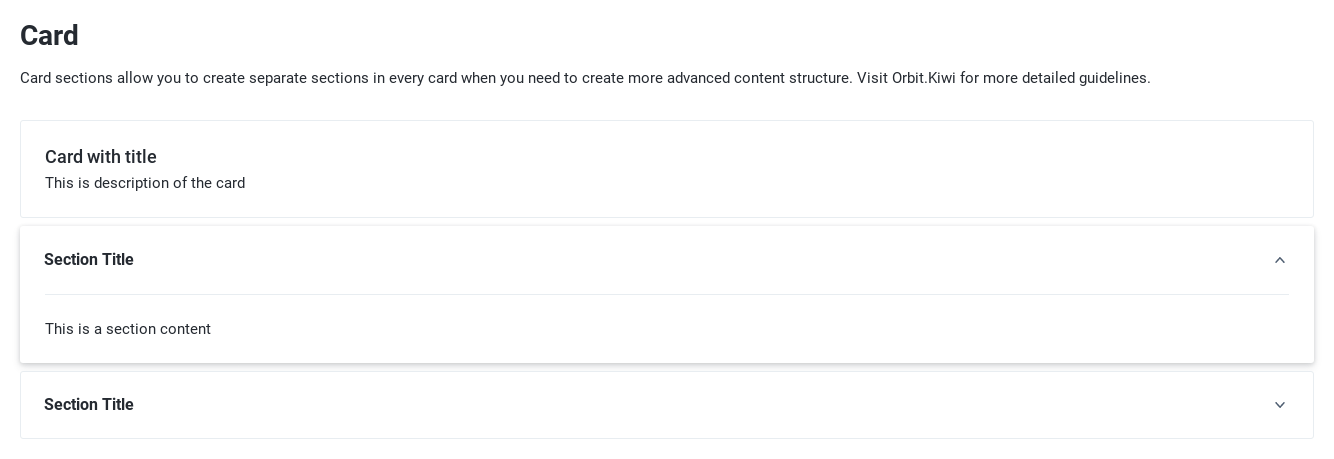 Card
Card sections allow you to create separate sections in every card when you need to create more advanced content structure. Visit Orbit.Kiwi for more detailed guidelines.
Card with title
This is description of the card
Section Title
This is a section content
Section Title